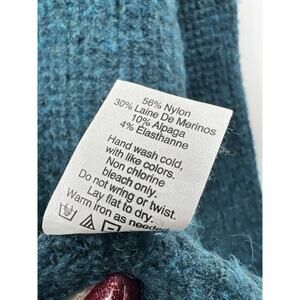 56% Nylon
30% Laine De Merinos
10% Alpaga
4% Elasthanne
Hand wash cold,
with like colors.
Non chlorine
bleach only.
Do not wring or twist.
Lay flat to dry.
Warm iron as needed.